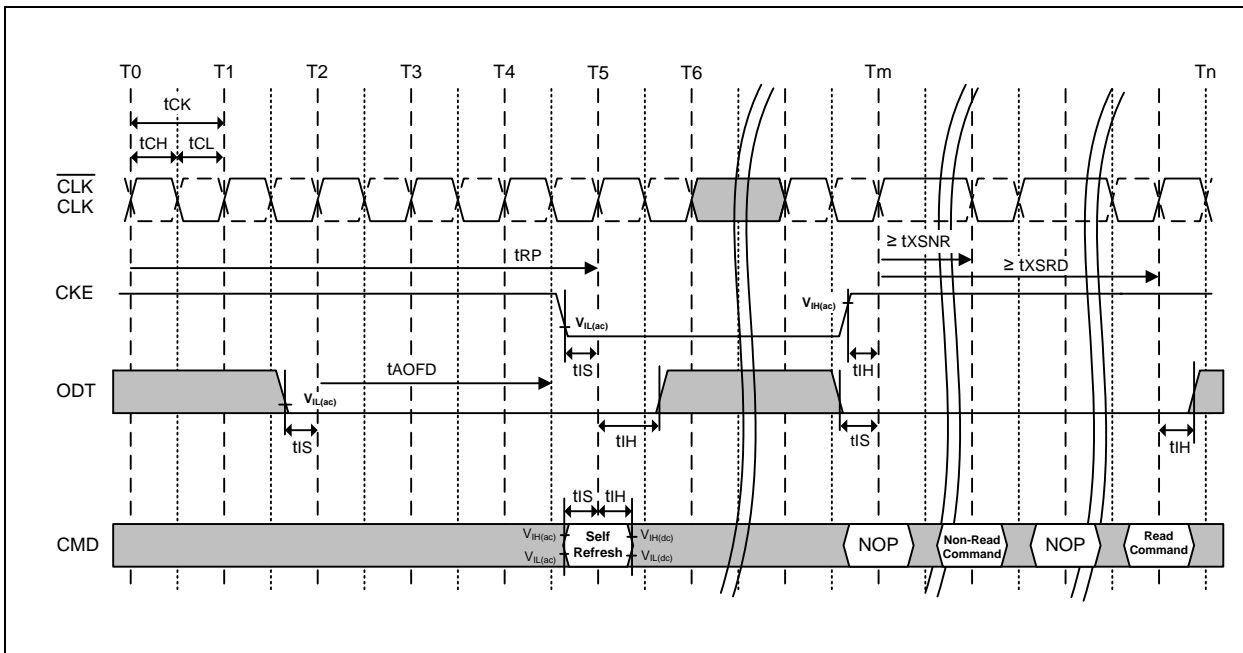 T0 T1 T2 T3 T4 T5 T6 Tm Tn
tCK
tCH tCL
CLK
CLK
≥ tXSNR
tRP
≥ tXSRD
CKE
VIH(ac)
VIL(ac)
tIS
tIH
tAOFD
ODT
VIL(ac)
tIS
tIH
tIS
tIH
tIS tIH
CMD
VIH(ac)
VIL(ac)
Self
Refresh
VIH(dc)
VIL(dc)
NOP
Non-Read
Command
NOP
Read
Command